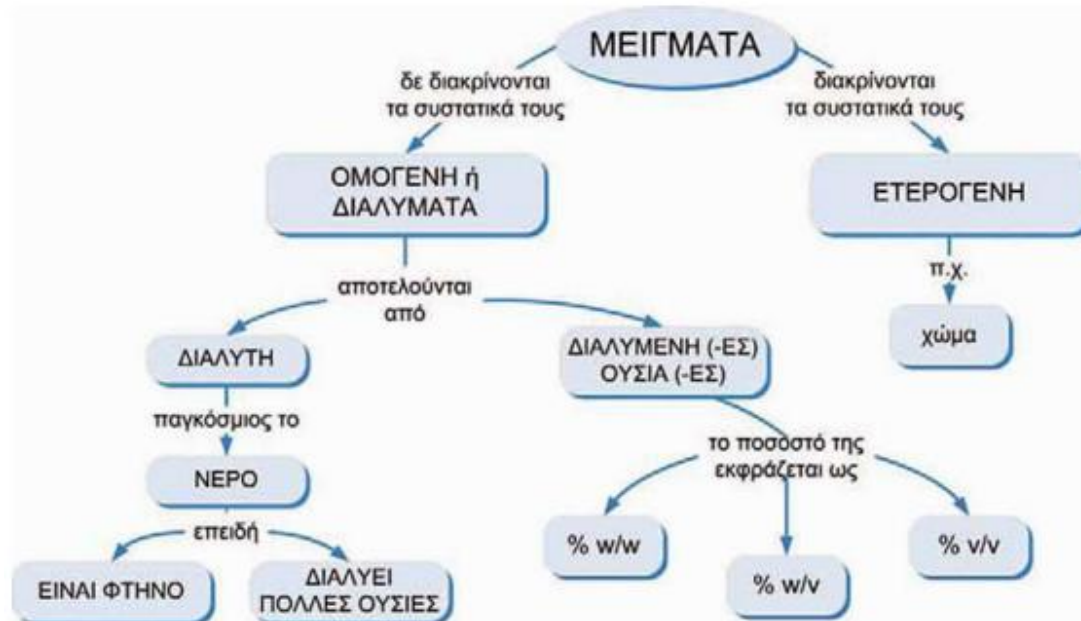 ΜΕΙΓΜΑΤΑ
δε διακρίνονται
τα συστατικά τους
διακρίνονται
τα συστατικά τους
ΟΜΟΓΕΝΗ ή
ΔΙΑΛΥΜΑΤΑ
ΕΤΕΡΟΓΕΝΗ
αποτελούνται
από
π.χ.
χώμα
ΔΙΑΛΥΤΗ
ΔΙΑΛΥΜΕΝΗ (-ΕΣ)
ΟΥΣΙΑ (-ΕΣ)
παγκόσμιος το
ΝΕΡΟ
επειδή
ΕΙΝΑΙ ΦΤΗΝΟ
ΔΙΑΛΥΕΙ
ΠΟΛΛΕΣ ΟΥΣΙΕΣ
το ποσοστό της
εκφράζεται ως
% w/w
% w/v
% v/v